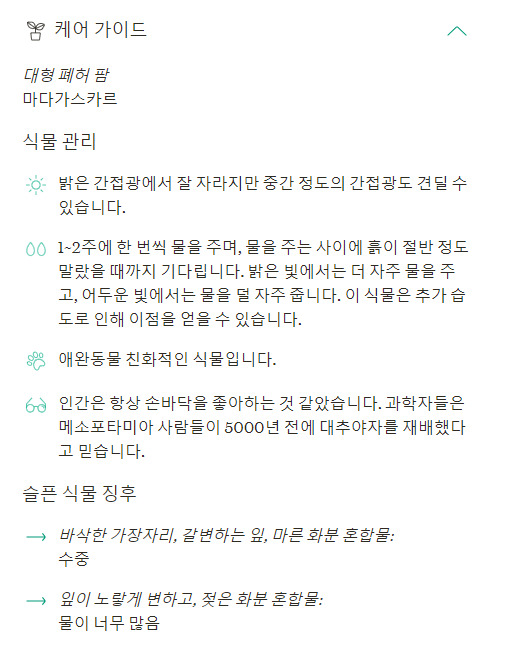 케어 가이드
대형 폐허 팜
마다가스카르
식물 관리
밝은 간접광에서 잘 자라지만 중간 정도의 간접광도 견딜 수
있습니다.
1~2주에 한 번씩 물을 주며, 물을 주는 사이에 흙이 절반 정도
말랐을 때까지 기다립니다. 밝은 빛에서는 더 자주 물을 주
고, 어두운 빛에서는 물을 덜 자주 줍니다. 이 식물은 추가 습
도로 인해 이점을 얻을 수 있습니다.
애완동물 친화적인 식물입니다.
인간은 항상 손바닥을 좋아하는 것 같았습니다. 과학자들은
메소포타미아 사람들이 5000년 전에 대추야자를 재배했다
고 믿습니다.
슬픈 식물 징후
바삭한 가장자리, 갈변하는 잎, 마른 화분 혼합물:
수중
잎이 노랗게 변하고, 젖은 화분 혼합물:
물이 너무 많음